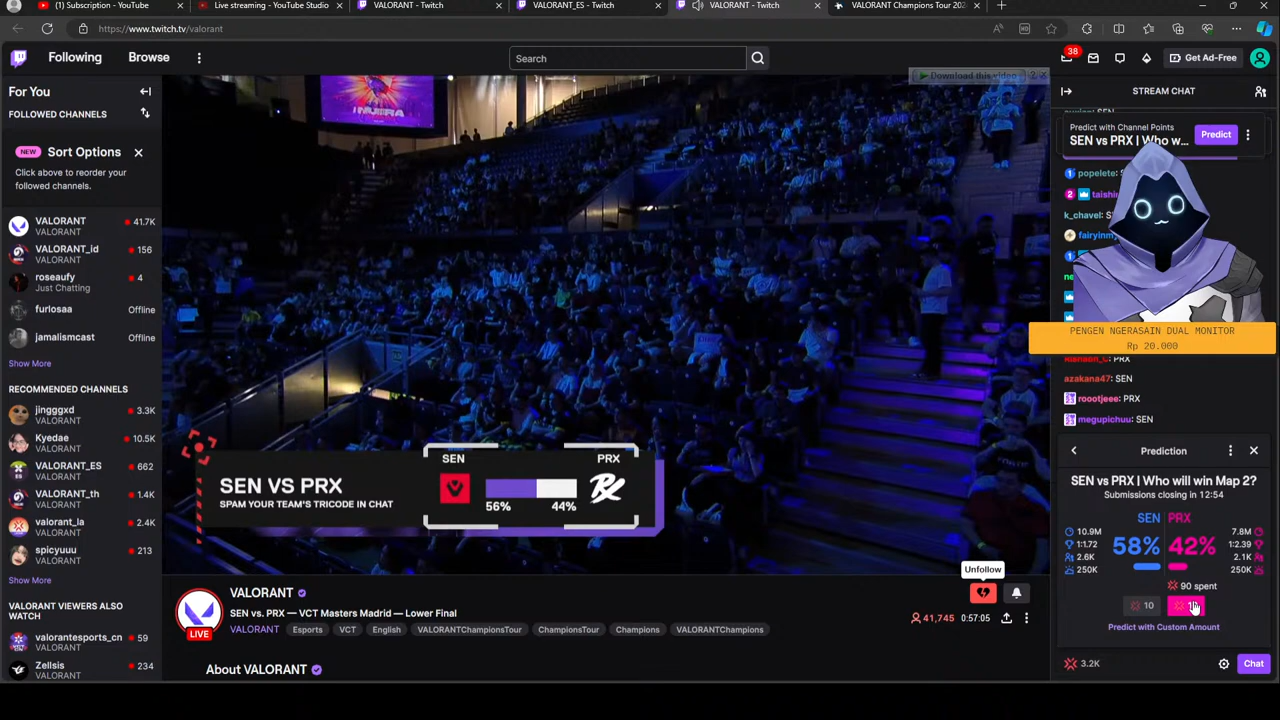 (1) Subscription - YouTube
Live streaming - YouTube Studio
VALORANT - Twitch
VALORANT_ES - Twitch
VALORANT - Twitch
VALORANT Champions Tour 202
https://www.twitch.tv/valorant
Following
Browse
Search
38
Get Ad-Free
For You
FOLLOWED CHANNELS
NEW Sort Options
Click above to reorder your
followed channels.
VALORANT 41.7K
VALORANT
VALORANT_id 156
VALORANT
roseaufy 4
Just Chatting
furlosaa Offline
jamalismcast Offline
Show More
RECOMMENDED CHANNELS
jingggxd 3.3K
VALORANT
Kyedae 10.5K
VALORANT
VALORANT_ES 662
VALORANT
VALORANT_th 1.4K
VALORANT
valorant_la 2.4K
VALORANT
spicyuuu 213
VALORANT
Show More
VALORANT VIEWERS ALSO
WATCH
valorantesports_cn 59
VALORANT
Zellsis 234
VALORANT
Download this video ? X
SEN VS PRX
SPAM YOUR TEAM'S TRICODE IN CHAT
SEN PRX
56% 44%
Unfollow
VALORANT
SEN vs. PRX — VCT Masters Madrid — Lower Final
VALORANT Esports VCT English VALORANTChampionsTour ChampionsTour Champions VALORANTChampions
41,745 0:57:05
LIVE
About VALORANT
STREAM CHAT
Predict with Channel Points
SEN vs PRX | Who w...
Predict
popelete:
taishi
k_chavel:
fairyinm
PENGEN NGERASAIN DUAL MONITOR
Rp 20.000
PRX
azakana47: SEN
roootjeee: PRX
megupichuu: SEN
Prediction
SEN vs PRX | Who will win Map 2?
Submissions closing in 12:54
SEN PRX
10.9M 7.8M
1:1.72 58% 42% 1:2.39
2.6K 2.1K
250K 250K
90 spent
10
Predict with Custom Amount
3.2K
Chat